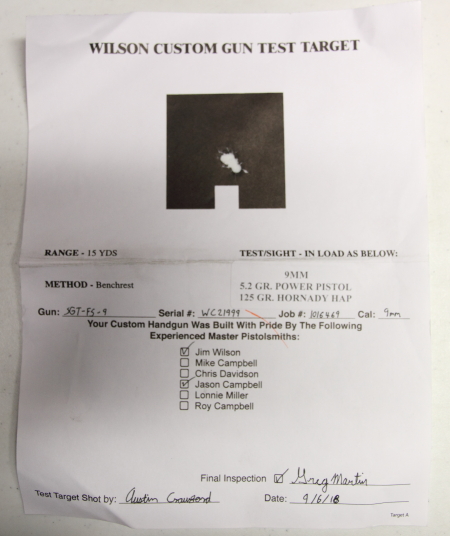 WILSON CUSTOM GUN TEST TARGET
RANGE - 15 YDS
TEST/SIGHT - IN LOAD AS BELOW:
METHOD - Benchrest
9MM
5.2 GR. POWER PISTOL
125 GR. HORNADY HAP
Gun: XGT-FS-9 Serial #: WC21999 Job #: 1016469 Cal: 9mm
Your Custom Handgun Was Built With Pride By The Following
Experienced Master Pistolsmiths:
Jim Wilson
Mike Campbell
Chris Davidson
Jason Campbell
Lonnie Miller
Roy Campbell
Final Inspection Greg Martin
Test Target Shot by: Austin Crawford Date: 9/6/18
Target A